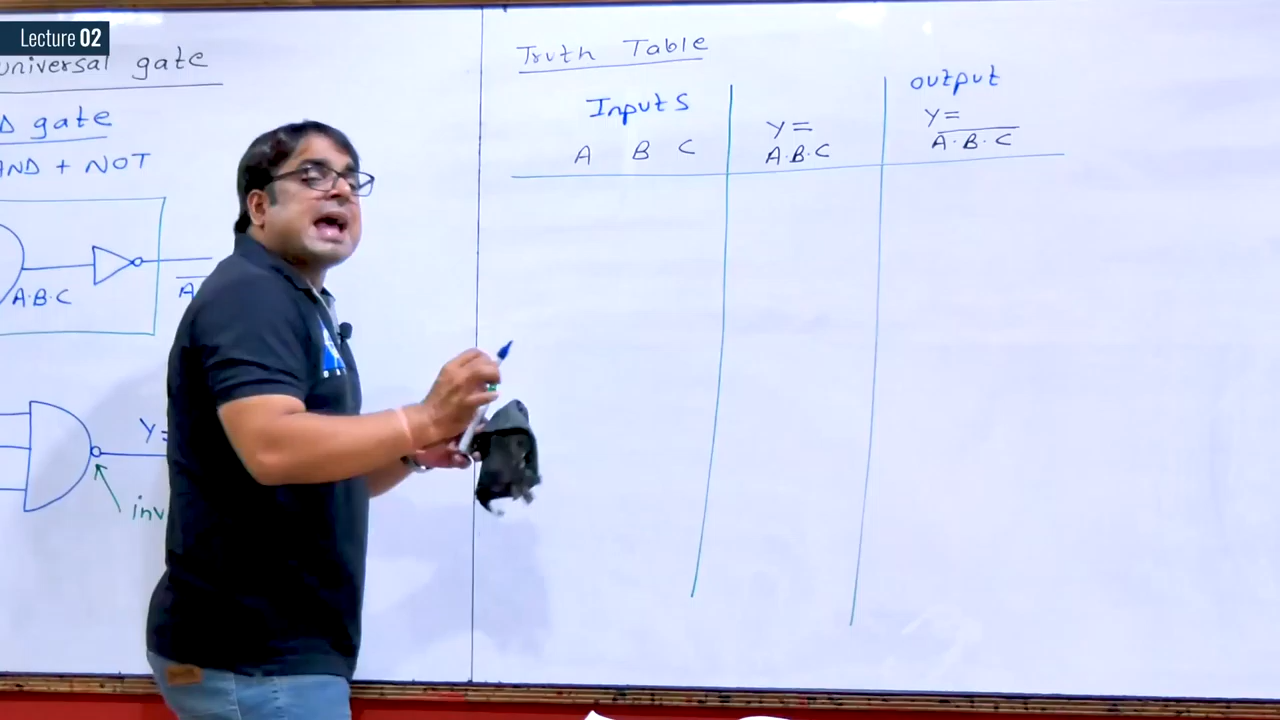 Lecture 02
universal gate
D gate
AND + NOT
A·B·C
A
Y=
inv
Truth Table
Inputs
A B C
Y=
A·B·C
output
Y=
A·B·C